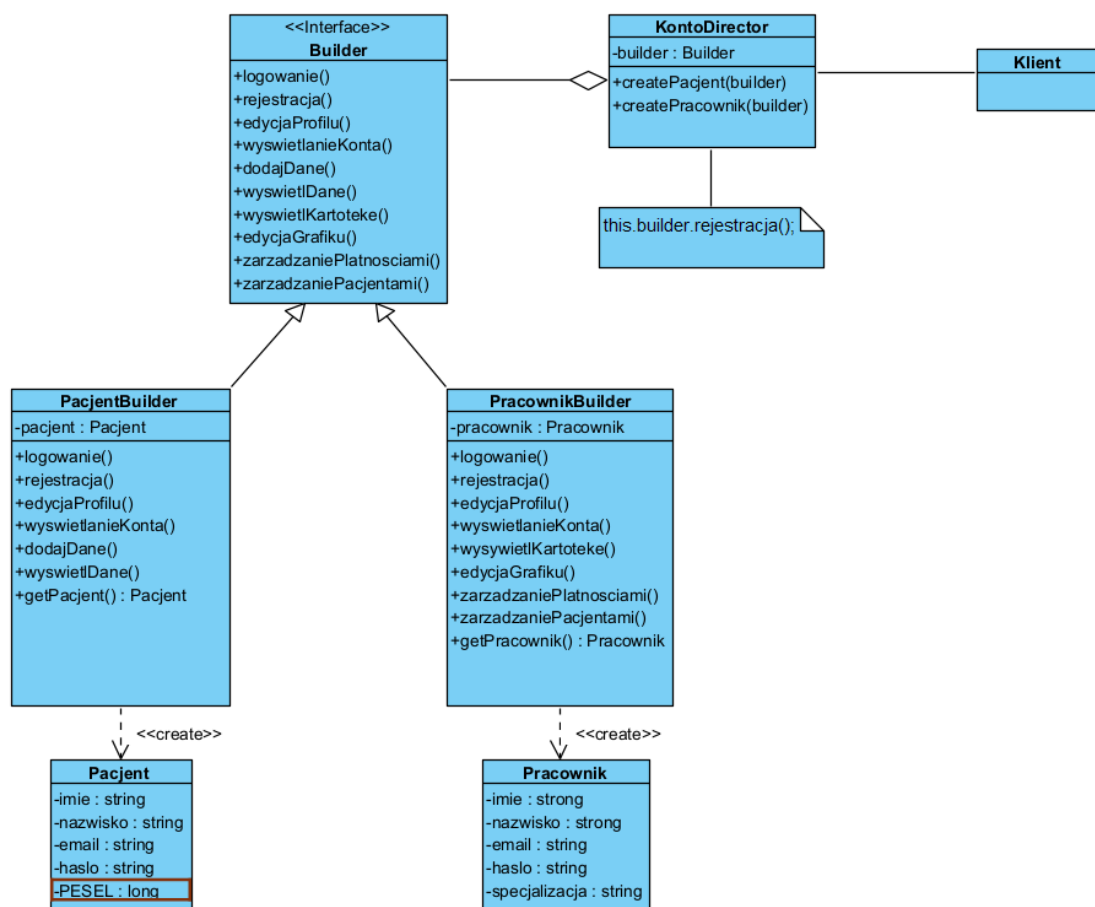 <<Interface>>
Builder
+logowanie()
+rejestracja()
+edycjaProfilu()
+wyswietlanieKonta()
+dodajDane()
+wyswietlDane()
+wyswietlKartoteke()
+edycjaGrafiku()
+zarzadzaniePlatnosciami()
+zarzadzaniePacjentami()
KontoDirector
-builder : Builder
+createPacjent(builder)
+createPracownik(builder)
Klient
this.builder.rejestracja();
PacjentBuilder
-pacjent : Pacjent
+logowanie()
+rejestracja()
+edycjaProfilu()
+wyswietlanieKonta()
+dodajDane()
+wyswietlDane()
+getPacjent() : Pacjent
PracownikBuilder
-pracownik : Pracownik
+logowanie()
+rejestracja()
+edycjaProfilu()
+wyswietlanieKonta()
+wysywietlKartoteke()
+edycjaGrafiku()
+zarzadzaniePlatnosciami()
+zarzadzaniePacjentami()
+getPracownik() : Pracownik
<<create>>
<<create>>
Pacjent
-imie : string
-nazwisko : string
-email : string
-haslo : string
-PESEL : long
Pracownik
-imie : strong
-nazwisko : strong
-email : string
-haslo : string
-specjalizacja : string